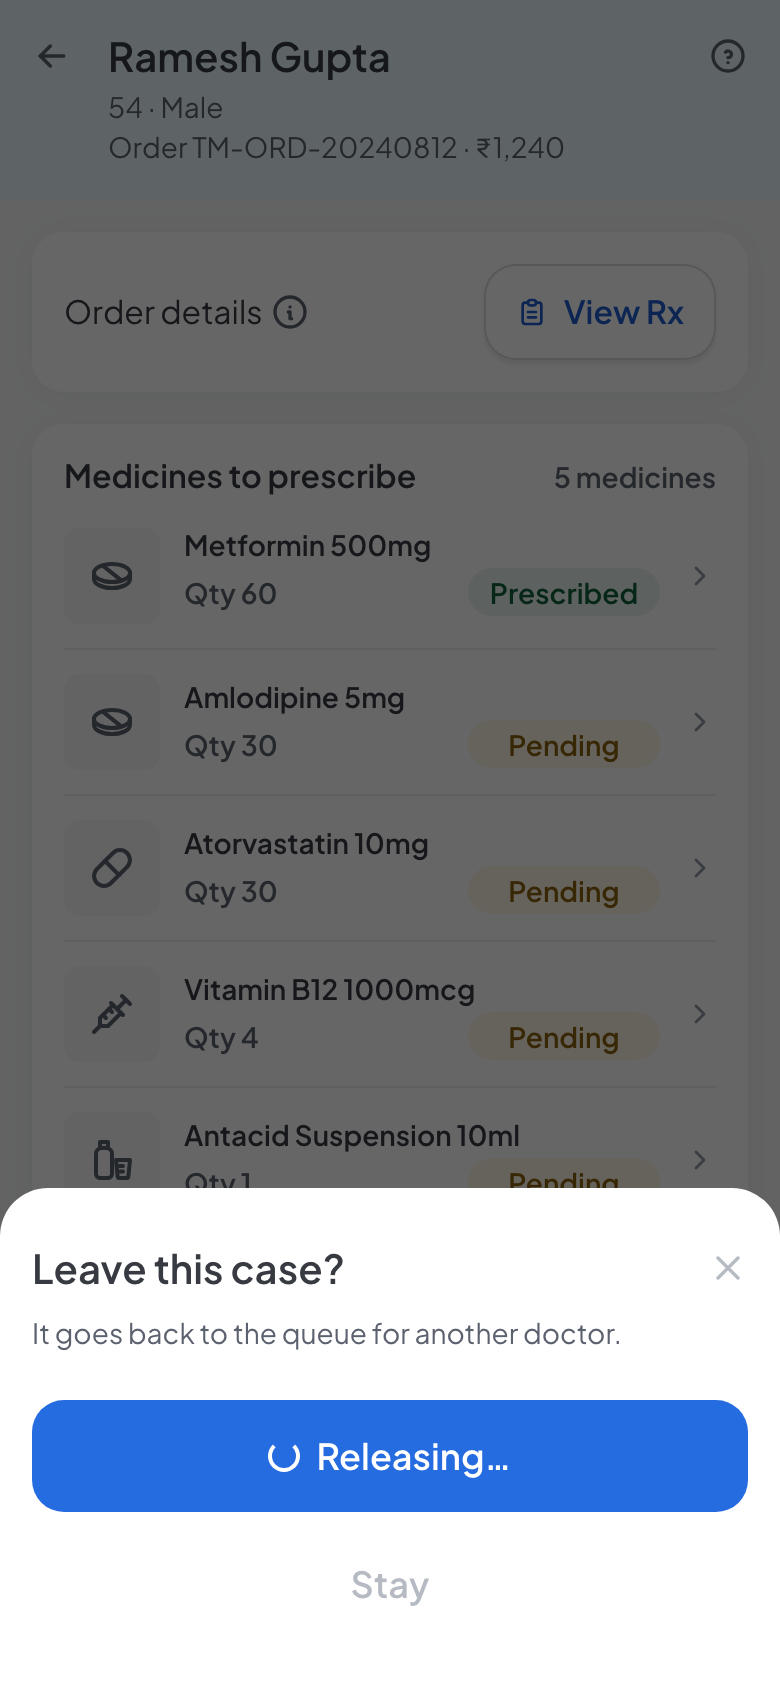 Ramesh Gupta
54 · Male
Order TM-ORD-20240812 · ₹1,240
Order details
View Rx
Medicines to prescribe
5 medicines
Metformin 500mg
Qty 60
Prescribed
Amlodipine 5mg
Qty 30
Pending
Atorvastatin 10mg
Qty 30
Pending
Vitamin B12 1000mcg
Qty 4
Pending
Antacid Suspension 10ml
Qty 1
Pending
Leave this case?
It goes back to the queue for another doctor.
Releasing...
Stay